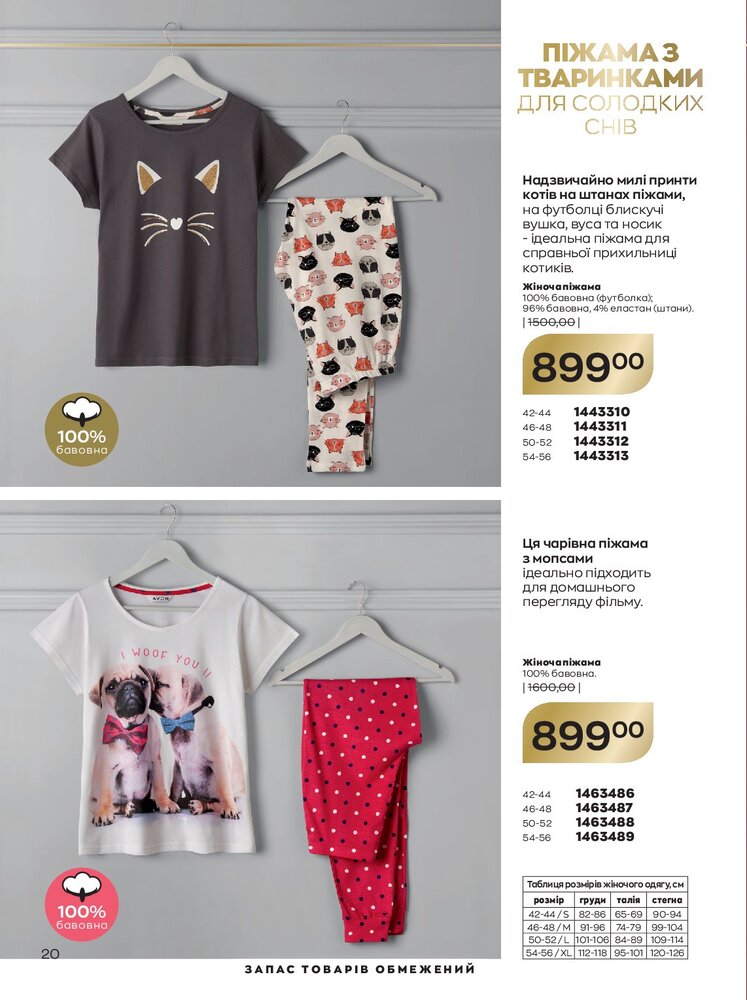 ПІЖАМА З
ТВАРИНКАМИ
ДЛЯ СОЛОДКИХ
СНІВ
Надзвичайно милі принти
котів на штанах піжами,
на футболці блискучі
вушка, вуса та носик
- ідеальна піжама для
справньої прихильниці
котиків.
Жіноча піжама
100% бавовна (футболка);
96% бавовна, 4% еластан (штани).
| 1500,00 |
899 00
42-44 1443310
46-48 1443311
50-52 1443312
54-56 1443313
100%
бавовна
AVON
I WOOF YOU !!
Ця чарівна піжама
з мопсами
ідеально підходить
для домашнього
перегляду фільму.
Жіноча піжама
100% бавовна.
| 1600,00 |
899 00
42-44 1463486
46-48 1463487
50-52 1463488
54-56 1463489
100%
бавовна
Таблиця розмірів жіночого одягу, см
розмір груди талія стегна
42-44 / S 82-86 65-69 90-94
46-48 / M 91-96 74-79 99-104
50-52 / L 101-106 84-89 109-114
54-56 / XL 112-118 95-101 120-126
20
ЗАПАС ТОВАРІВ ОБМЕЖЕНИЙ